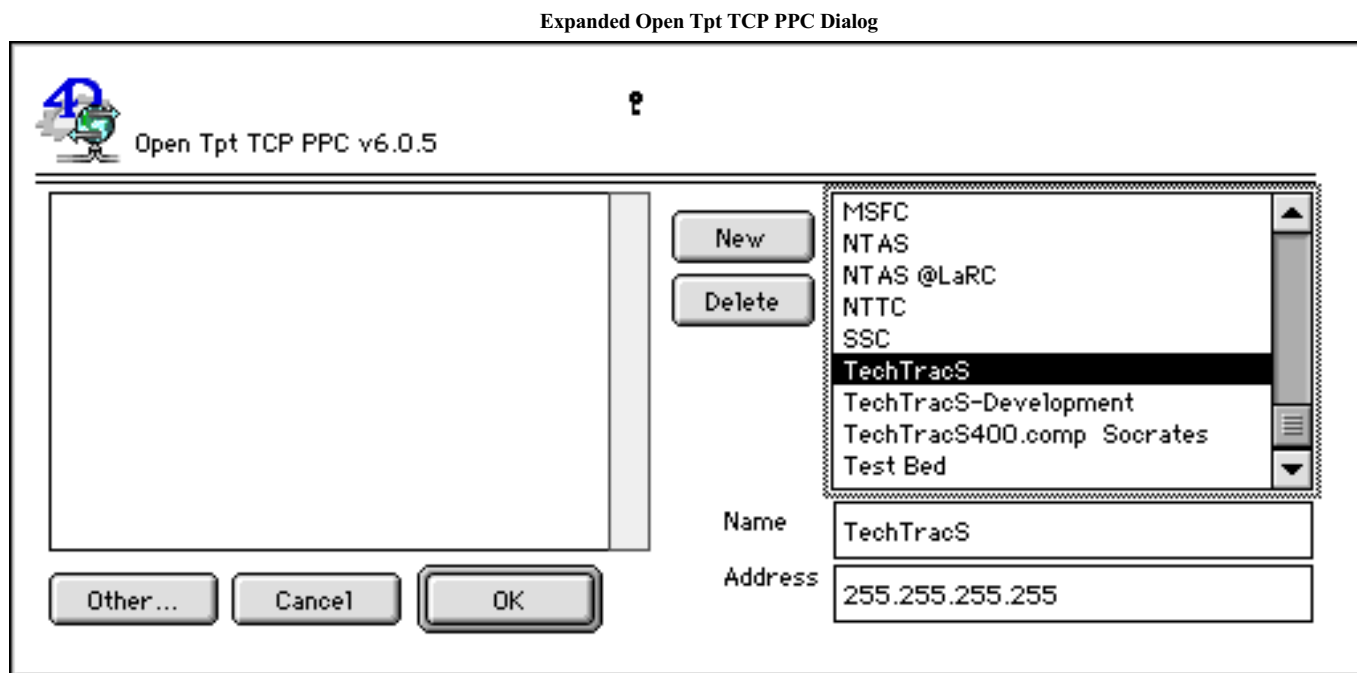 Expanded Open Tpt TCP PPC Dialog
4D
Open Tpt TCP PPC v6.0.5
New
Delete
MSFC
NTAS
NTAS @LaRC
NTTC
SSC
TechTracS
TechTracS-Development
TechTracS400.comp Socrates
Test Bed
Name
TechTracS
Address
255.255.255.255
Other...
Cancel
OK